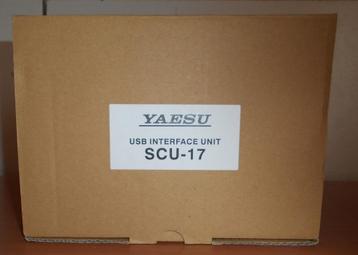 YAESU
USB INTERFACE UNIT
SCU-17